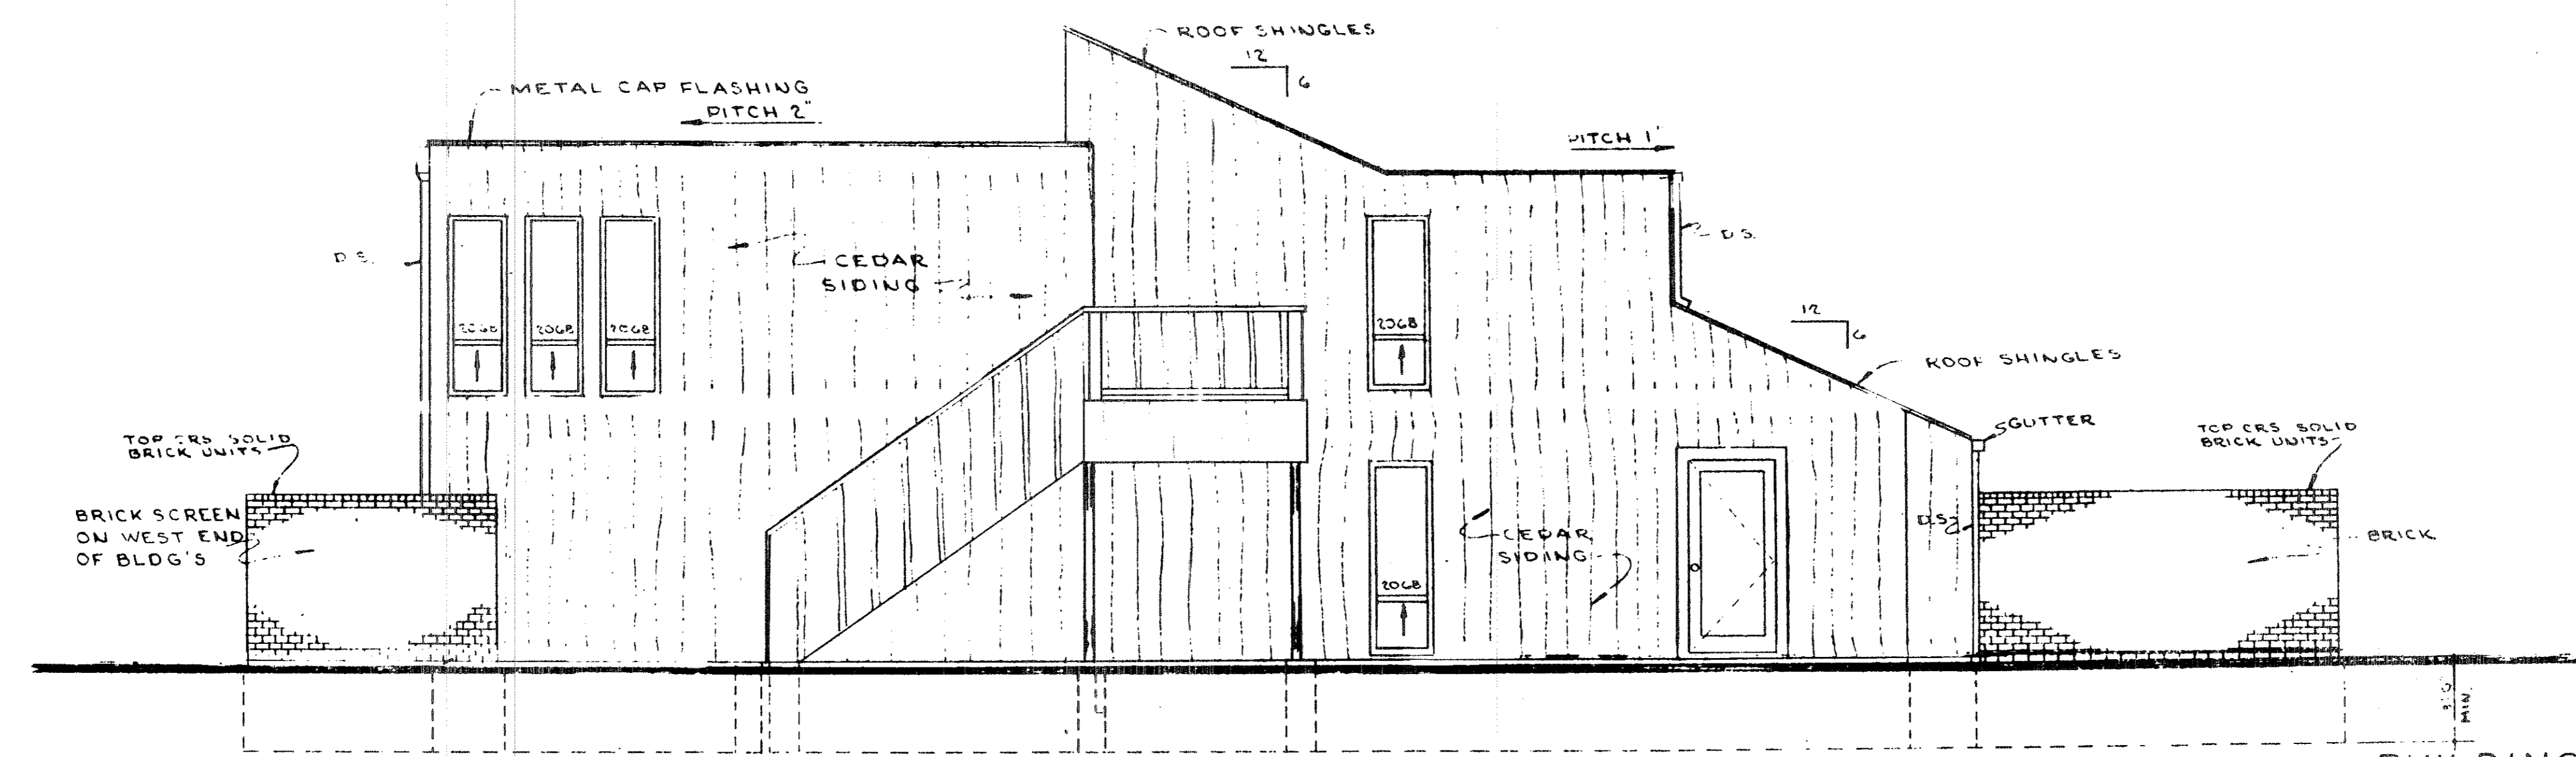 ROOF SHINGLES
12
6
METAL CAP FLASHING
PITCH 2"
PITCH 1'
D.S.
D.S.
CEDAR
SIDING
2068
2068
2068
2068
12
6
ROOF SHINGLES
GUTTER
TOP CRS SOLID
BRICK UNITS
TOP CRS SOLID
BRICK UNITS
BRICK SCREEN
ON WEST END
OF BLDG'S
D.S.
CEDAR
SIDING
BRICK
2068
MIN.